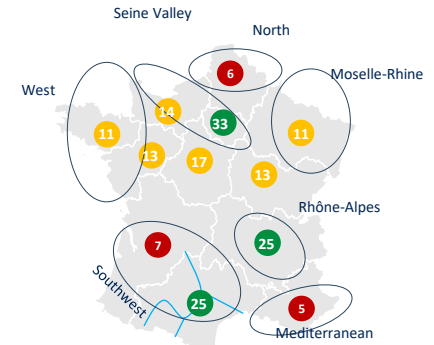 Seine Valley
North
6
Moselle-Rhine
West
14
33
11
11
13
17
13
Rhône-Alpes
7
25
Southwest
25
5
Mediterranean